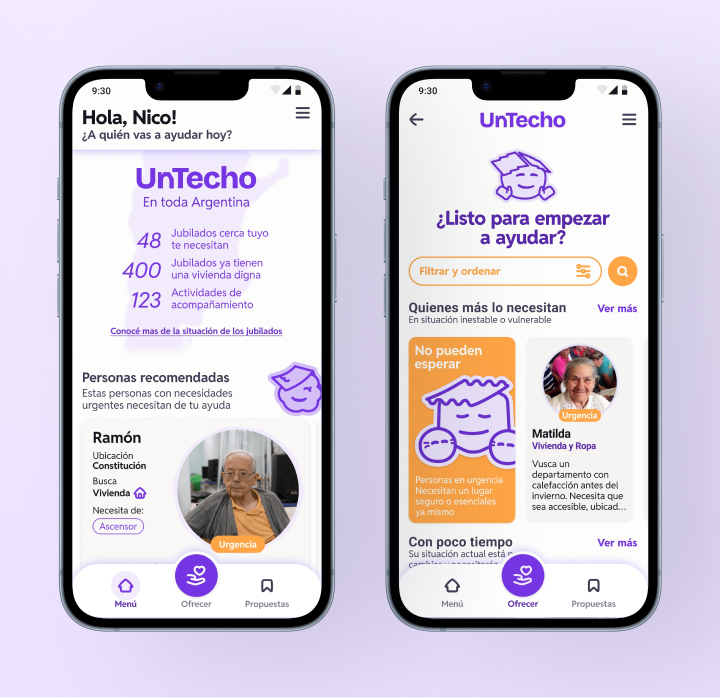 9:30
Hola, Nico!
¿A quién vas a ayudar hoy?
UnTecho
En toda Argentina
48 Jubilados cerca tuyo
te necesitan
400 Jubilados ya tienen
una vivienda digna
123 Actividades de
acompañamiento
Conocé mas de la situación de los jubilados
Personas recomendadas
Estas personas con necesidades
urgentes necesitan de tu ayuda
Ramón
Ubicación
Constitución
Busca
Vivienda
Necesita de:
Ascensor
Urgencia
Menú
Ofrecer
Propuestas
9:30
UnTecho
¿Listo para empezar
a ayudar?
Filtrar y ordenar
Quienes más lo necesitan
Ver más
En situación inestable o vulnerable
No pueden
esperar
Personas en urgencia
Necesitan un lugar
seguro o esenciales
ya mismo
Urgencia
Matilda
Vivienda y Ropa
Vusca un
departamento con
calefacción antes del
invierno. Necesita que
sea accesible, ubicad...
Con poco tiempo
Ver más
Su situación actual está
Menú
Ofrecer
Propuestas